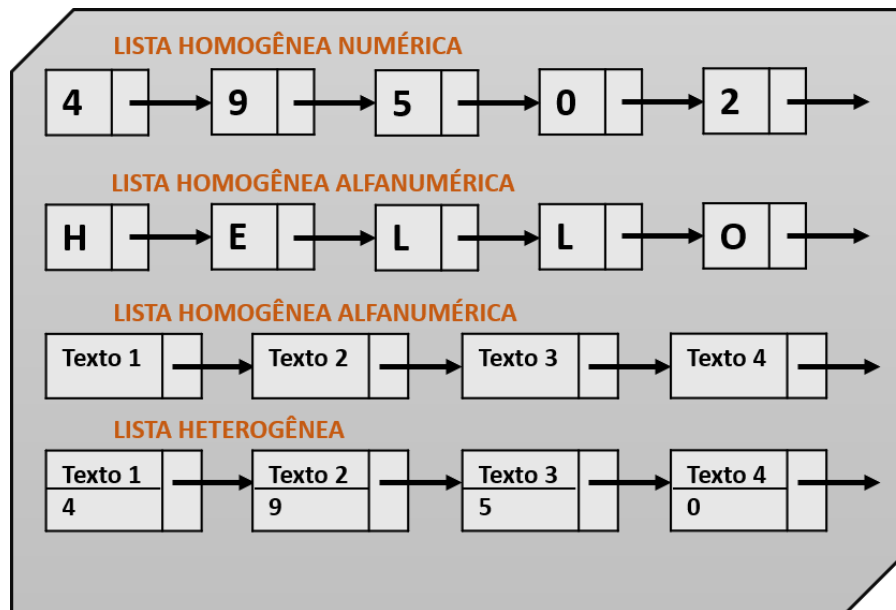 LISTA HOMOGÊNEA NUMÉRICA
4 9 5 0 2
LISTA HOMOGÊNEA ALFANUMÉRICA
H E L L O
LISTA HOMOGÊNEA ALFANUMÉRICA
Texto 1 Texto 2 Texto 3 Texto 4
LISTA HETEROGÊNEA
Texto 1 Texto 2 Texto 3 Texto 4
4 9 5 0